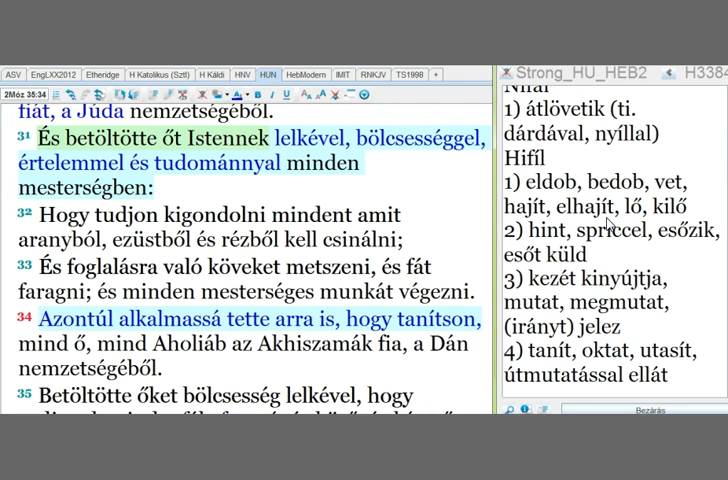 ASV EngLXX2012 Etheridge H Katolikus (Sztl) H Káldi HNV HUN HebModern IMIT RNKJV TS1998 +
2Móz 35:34
fiát, a Júda nemzetségéből.
31 És betöltötte őt Istennek lelkével, bölcsességgel,
értelemmel és tudománnyal minden
mesterségben:
32 Hogy tudjon kigondolni mindent amit
aranyból, ezüstből és rézből kell csinálni;
33 És foglalásra való köveket metszeni, és fát
faragni; és minden mesterséges munkát végezni.
34 Azontúl alkalmassá tette arra is, hogy tanítson,
mind ő, mind Aholiáb az Akhiszamák fia, a Dán
nemzetségéből.
35 Betöltötte őket bölcsesség lelkével, hogy
Strong_HU_HEB2 H3384
Nifal
1) átlövetik (ti.
dárdával, nyíllal)
Hifíl
1) eldob, bedob, vet,
hajít, elhajít, lő, kilő
2) hint, spriccel, esőzik,
esőt küld
3) kezét kinyújtja,
mutat, megmutat,
(irányt) jelez
4) tanít, oktat, utasít,
útmutatással ellát
Bezárás